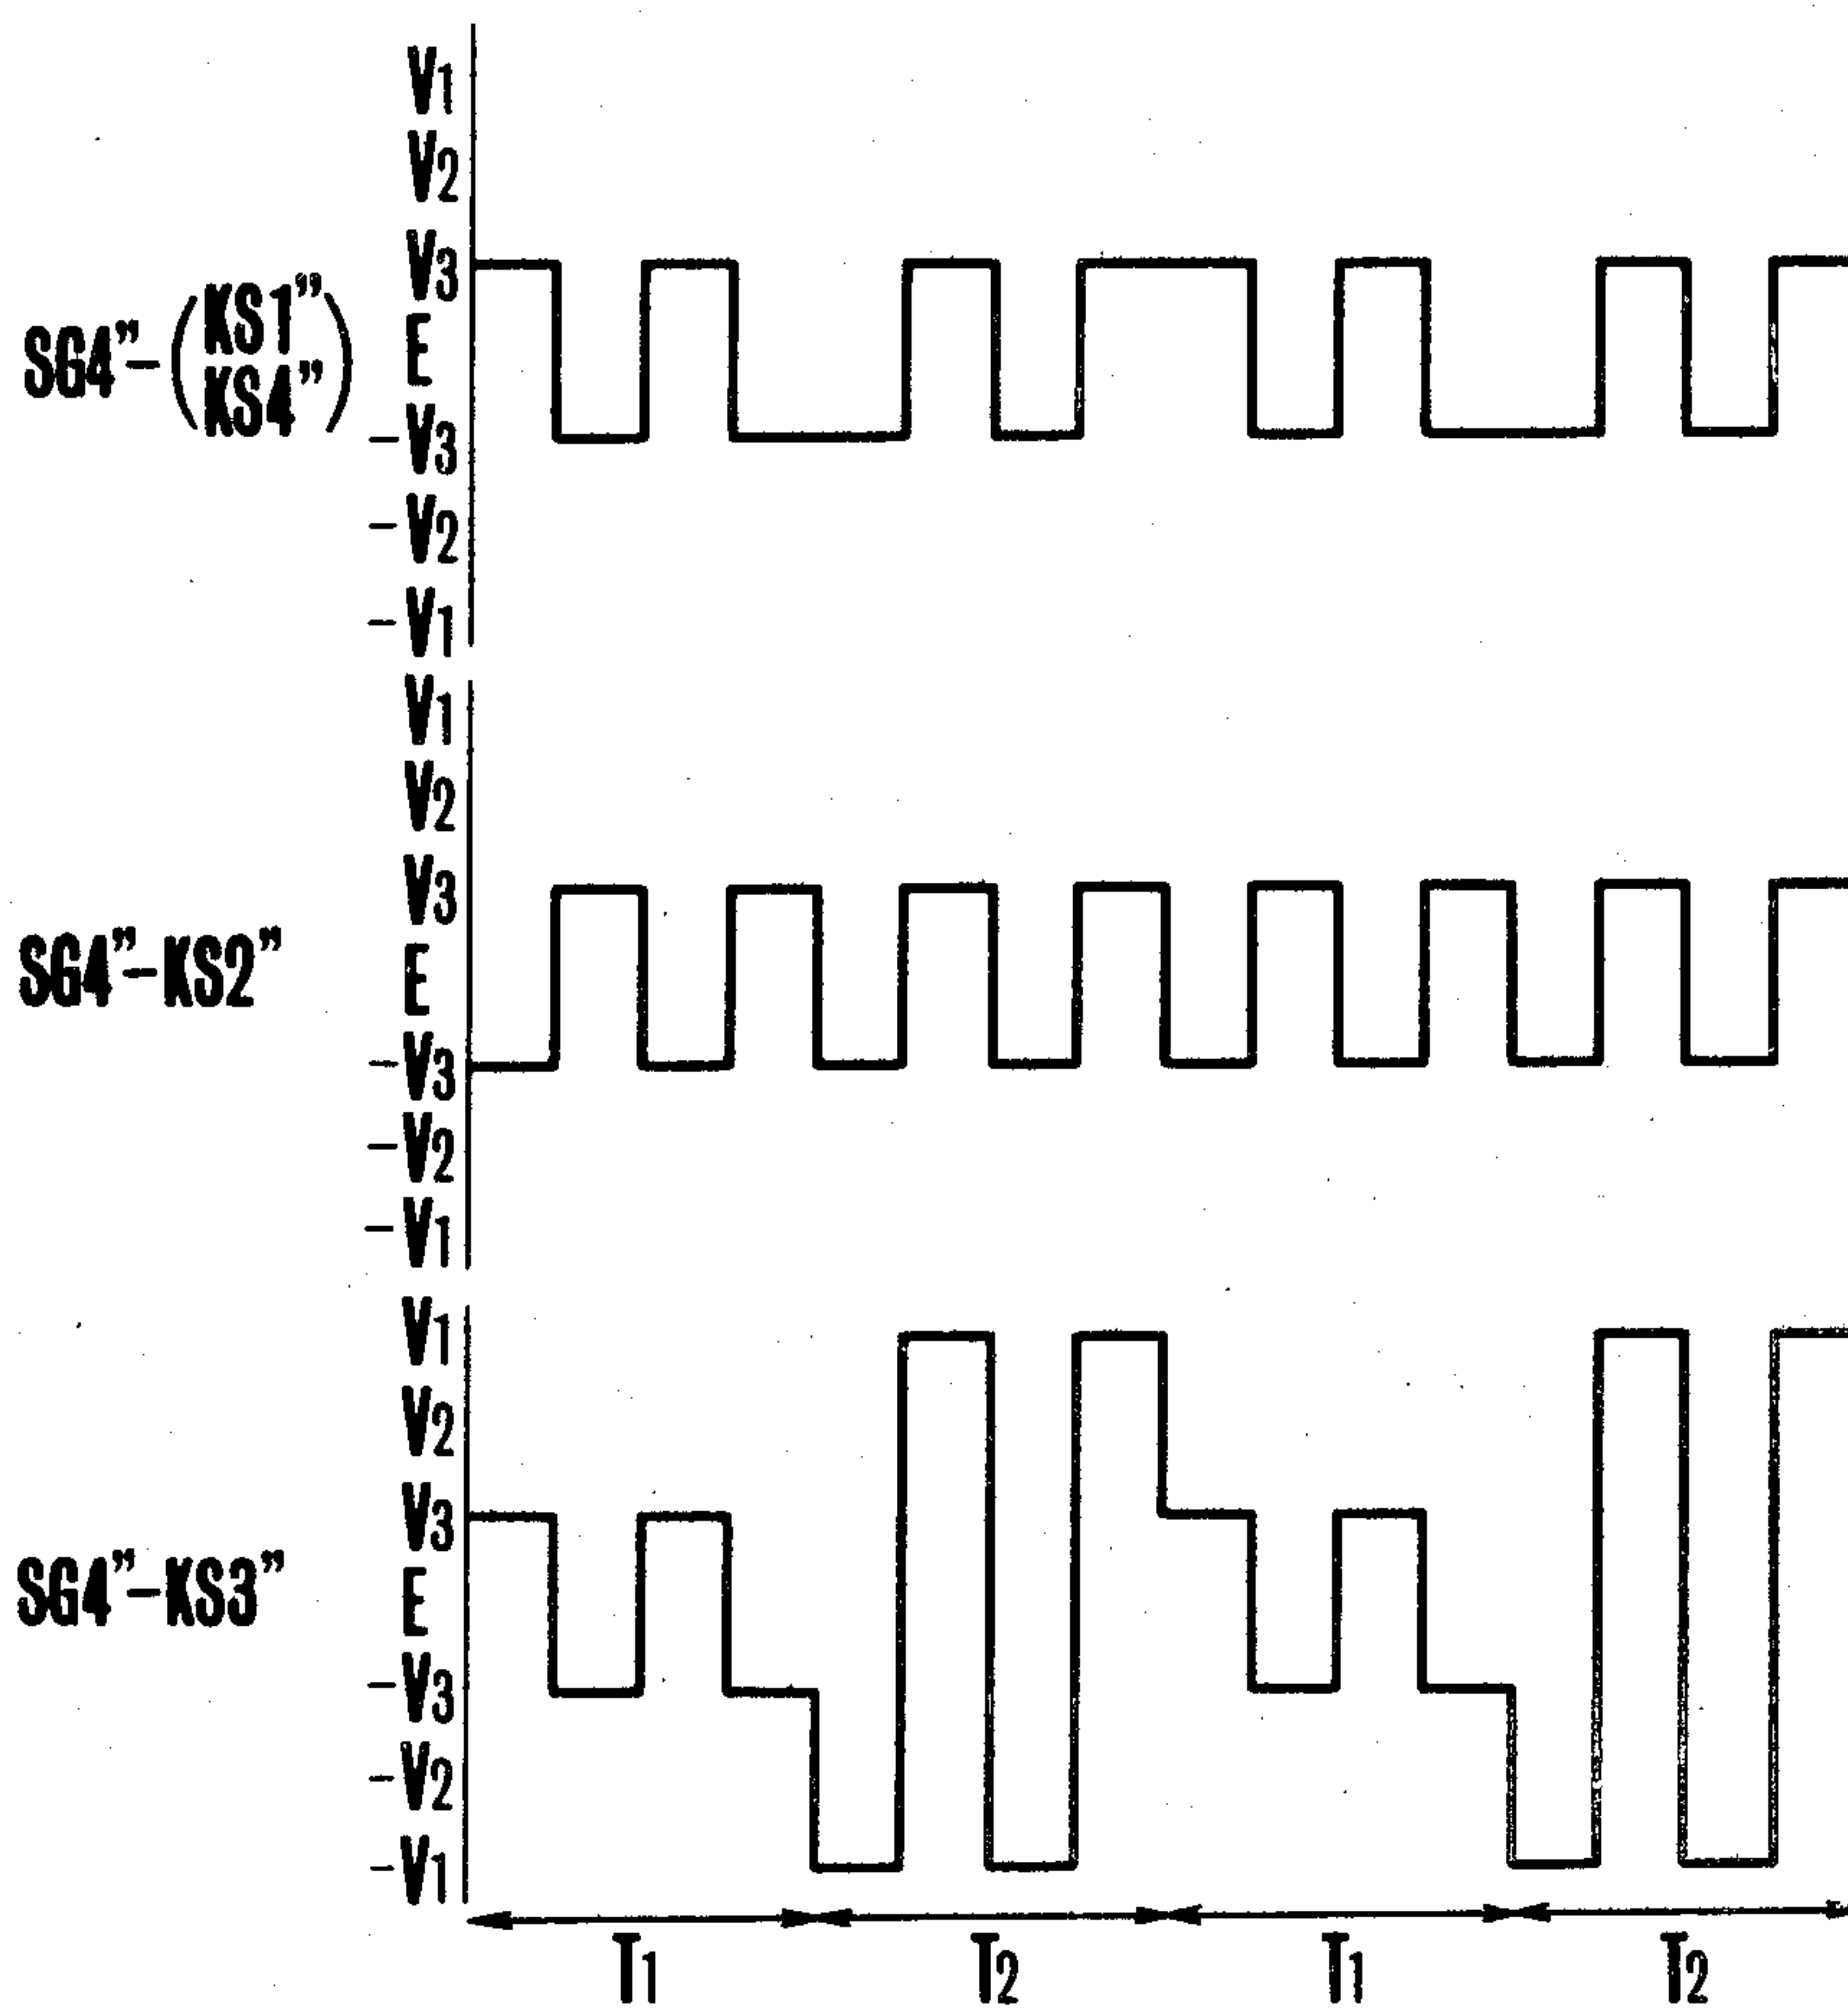 V1
V2
V3
E
-V3
-V2
-V1
SG4"-(KS1"
KS4")
V1
V2
V3
E
-V3
-V2
-V1
SG4"-KS2"
V1
V2
V3
E
-V3
-V2
-V1
SG4"-KS3"
T1 T2 T1 T2